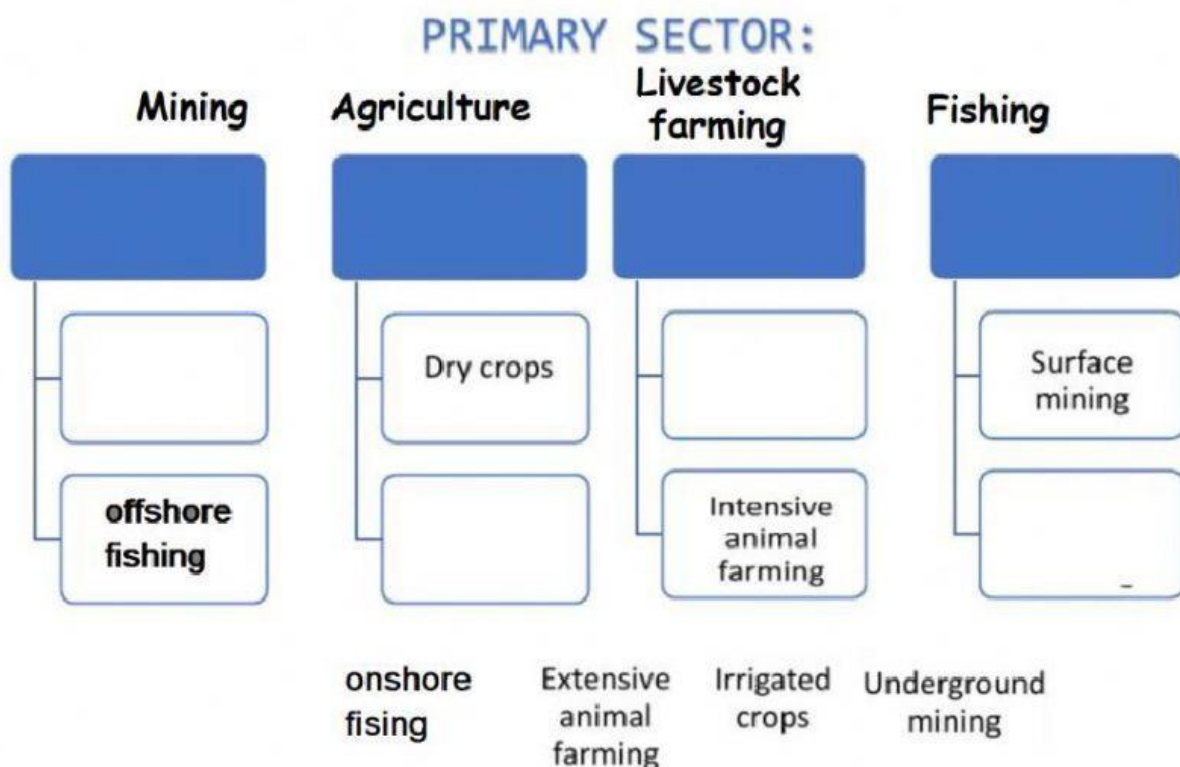 PRIMARY SECTOR:
Mining
Agriculture
Livestock
farming
Fishing
Dry crops
Surface
mining
offshore
fishing
Intensive
animal
farming
–
onshore
fising
Extensive
animal
farming
Irrigated
crops
Underground
mining